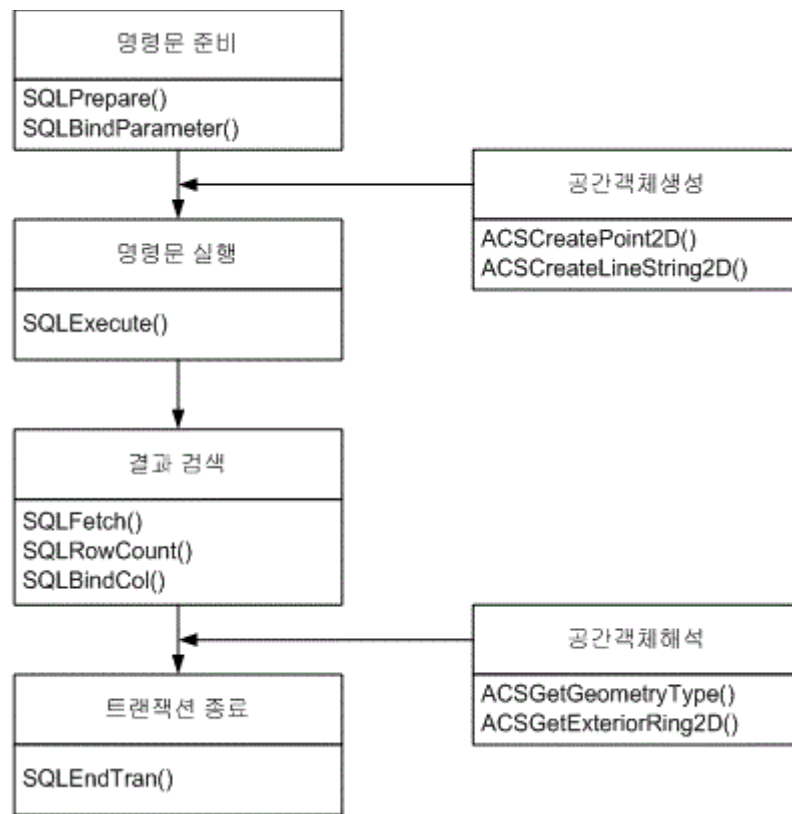 명령문 준비
SQLPrepare()
SQLBindParameter()
공간객체생성
ACSCreatePoint2D()
ACSCreateLineString2D()
명령문 실행
SQLExecute()
결과 검색
SQLFetch()
SQLRowCount()
SQLBindCol()
공간객체해석
ACSGetGeometryType()
ACSGetExteriorRing2D()
트랜잭션 종료
SQLEndTran()